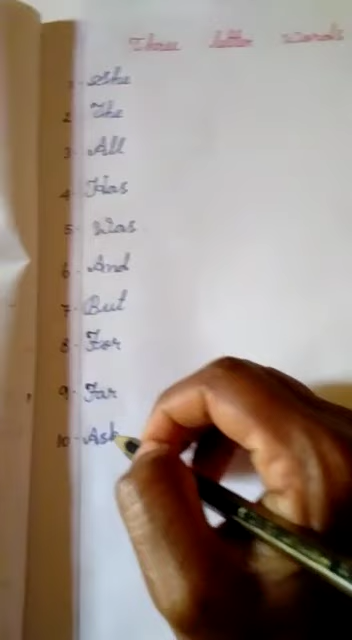 Three letter words
1. She
2. The
3. All
4. Has
5. Was
6. And
7. But
8. For
9. Far
10. Ask